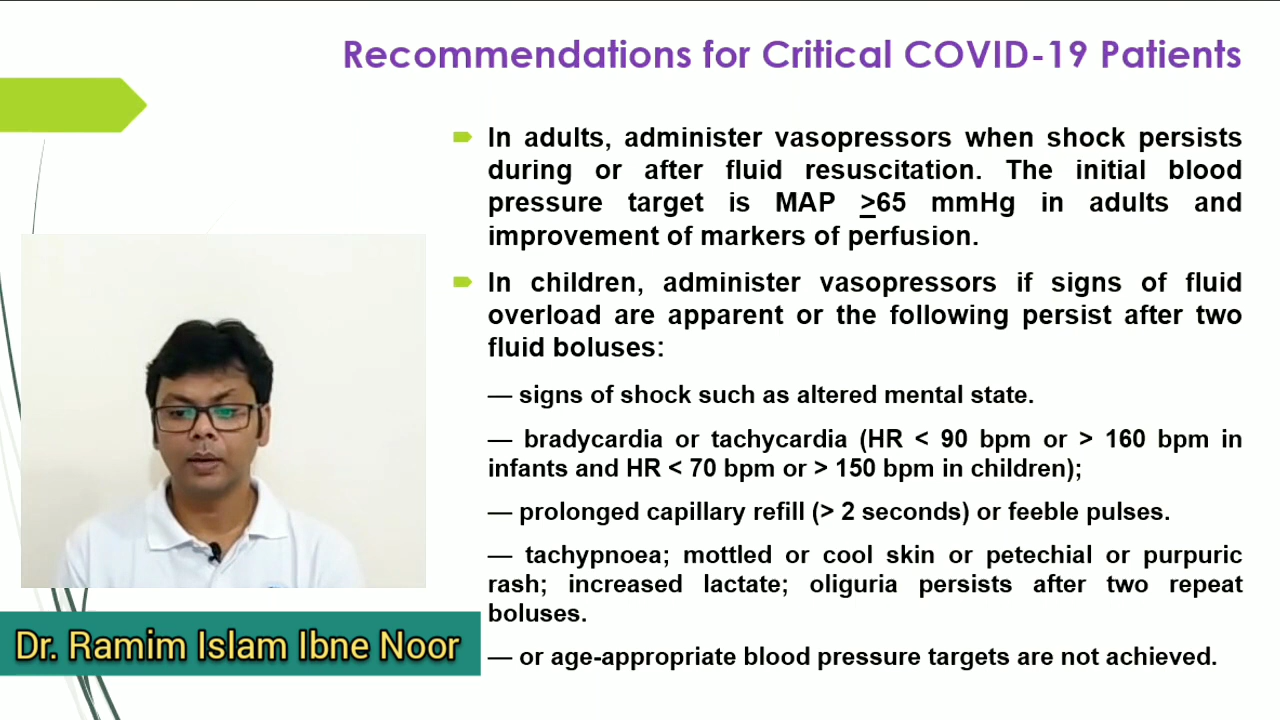 Recommendations for Critical COVID-19 Patients
In adults, administer vasopressors when shock persists
during or after fluid resuscitation. The initial blood
pressure target is MAP >65 mmHg in adults and
improvement of markers of perfusion.
In children, administer vasopressors if signs of fluid
overload are apparent or the following persist after two
fluid boluses:
— signs of shock such as altered mental state.
— bradycardia or tachycardia (HR < 90 bpm or > 160 bpm in
infants and HR < 70 bpm or > 150 bpm in children);
— prolonged capillary refill (> 2 seconds) or feeble pulses.
— tachypnoea; mottled or cool skin or petechial or purpuric
rash; increased lactate; oliguria persists after two repeat
boluses.
— or age-appropriate blood pressure targets are not achieved.
Dr. Ramim Islam Ibne Noor